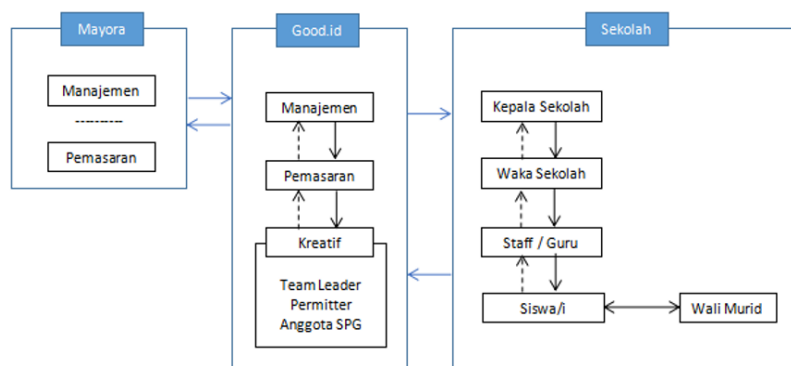 Mayora
Manajemen
----------
Pemasaran
Good.id
Manajemen
Pemasaran
Kreatif
Team Leader
Permitter
Anggota SPG
Sekolah
Kepala Sekolah
Waka Sekolah
Staff / Guru
Siswa/i
Wali Murid